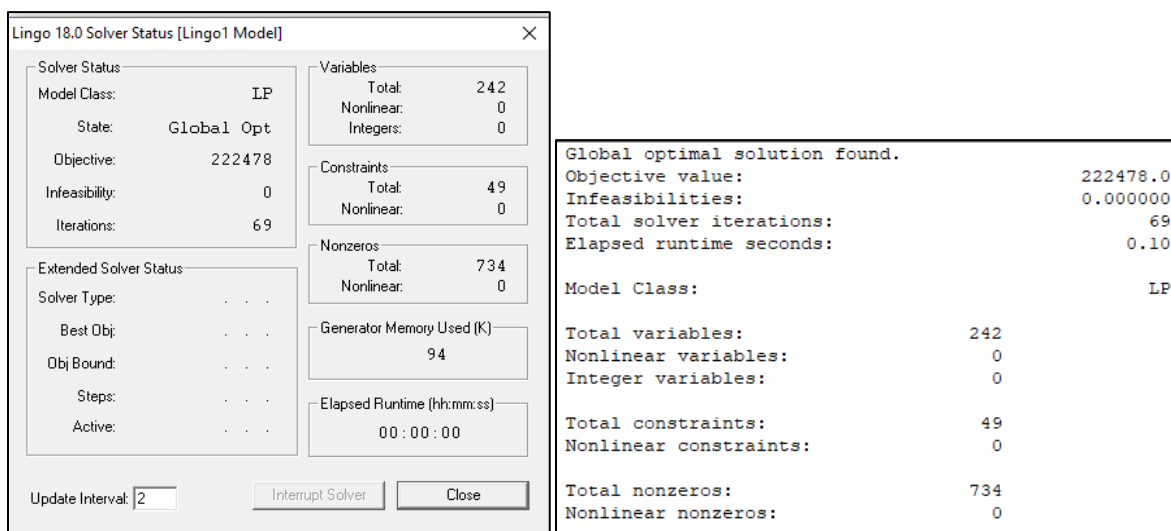 Lingo 18.0 Solver Status [Lingo1 Model]
Solver Status
Model Class: LP
State: Global Opt
Objective: 222478
Infeasibility: 0
Iterations: 69
Extended Solver Status
Solver Type: . . .
Best Obj: . . .
Obj Bound: . . .
Steps: . . .
Active: . . .
Variables
Total: 242
Nonlinear: 0
Integers: 0
Constraints
Total: 49
Nonlinear: 0
Nonzeros
Total: 734
Nonlinear: 0
Generator Memory Used (K)
94
Elapsed Runtime (hh:mm:ss)
00:00:00
Update Interval: 2
Interrupt Solver
Close
Global optimal solution found.
Objective value: 222478.0
Infeasibilities: 0.000000
Total solver iterations: 69
Elapsed runtime seconds: 0.10
Model Class: LP
Total variables: 242
Nonlinear variables: 0
Integer variables: 0
Total constraints: 49
Nonlinear constraints: 0
Total nonzeros: 734
Nonlinear nonzeros: 0